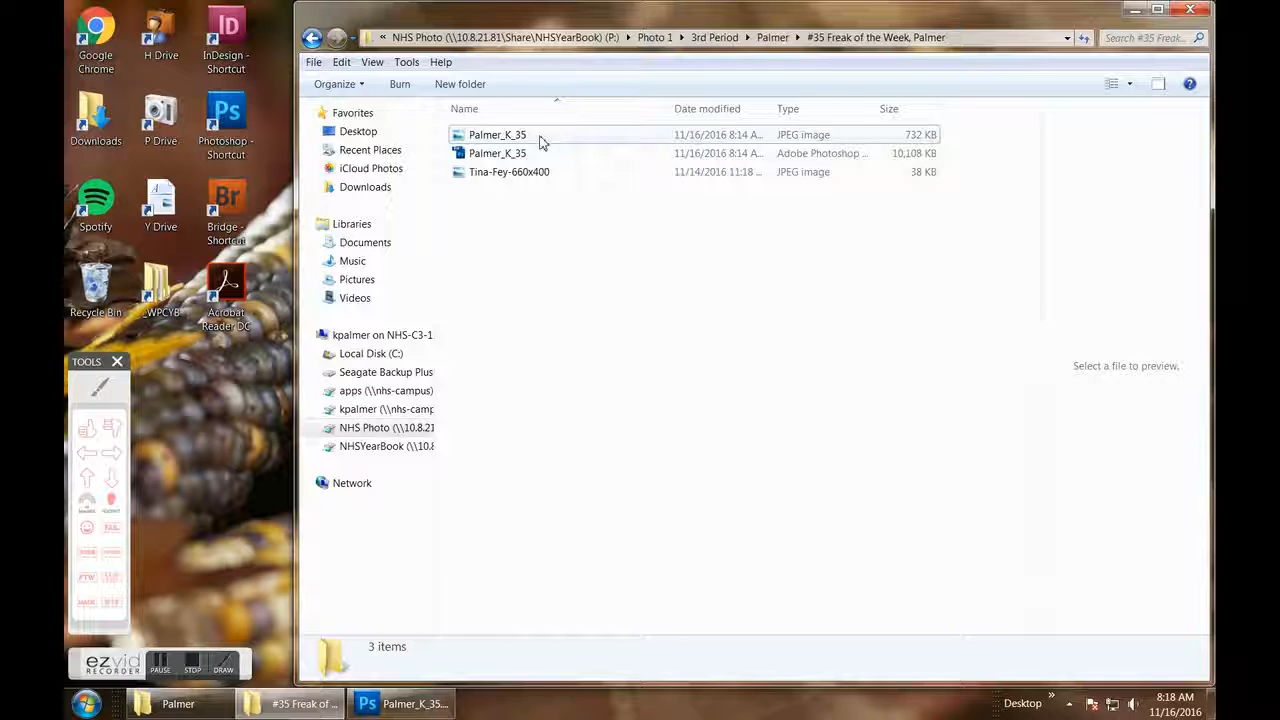 Google Chrome
H Drive
InDesign - Shortcut
Downloads
P Drive
Photoshop - Shortcut
Spotify
Y Drive
Bridge - Shortcut
Recycle Bin
_WPCYB
Acrobat Reader DC
TOOLS
FAIL
FTW
ezvid
RECORDER
PAUSE
STOP
DRAW
« NHS Photo (\\10.8.21.81\Share\NHSYearBook) (P:) ▸ Photo 1 ▸ 3rd Period ▸ Palmer ▸ #35 Freak of the Week, Palmer
Search #35 Freak...
File Edit View Tools Help
Organize Burn New folder
Favorites
Desktop
Recent Places
iCloud Photos
Downloads
Libraries
Documents
Music
Pictures
Videos
kpalmer on NHS-C3-1
Local Disk (C:)
Seagate Backup Plus
apps (\\nhs-campus)
kpalmer (\\nhs-camp
NHS Photo (\\10.8.21
NHSYearBook (\\10.8
Network
Name Date modified Type Size
Palmer_K_35 11/16/2016 8:14 A... JPEG image 732 KB
Palmer_K_35 11/16/2016 8:14 A... Adobe Photoshop ... 10,108 KB
Tina-Fey-660x400 11/14/2016 11:18 ... JPEG image 38 KB
Select a file to preview.
3 items
Palmer
#35 Freak of ...
Ps Palmer_K_35...
Desktop »
8:18 AM
11/16/2016